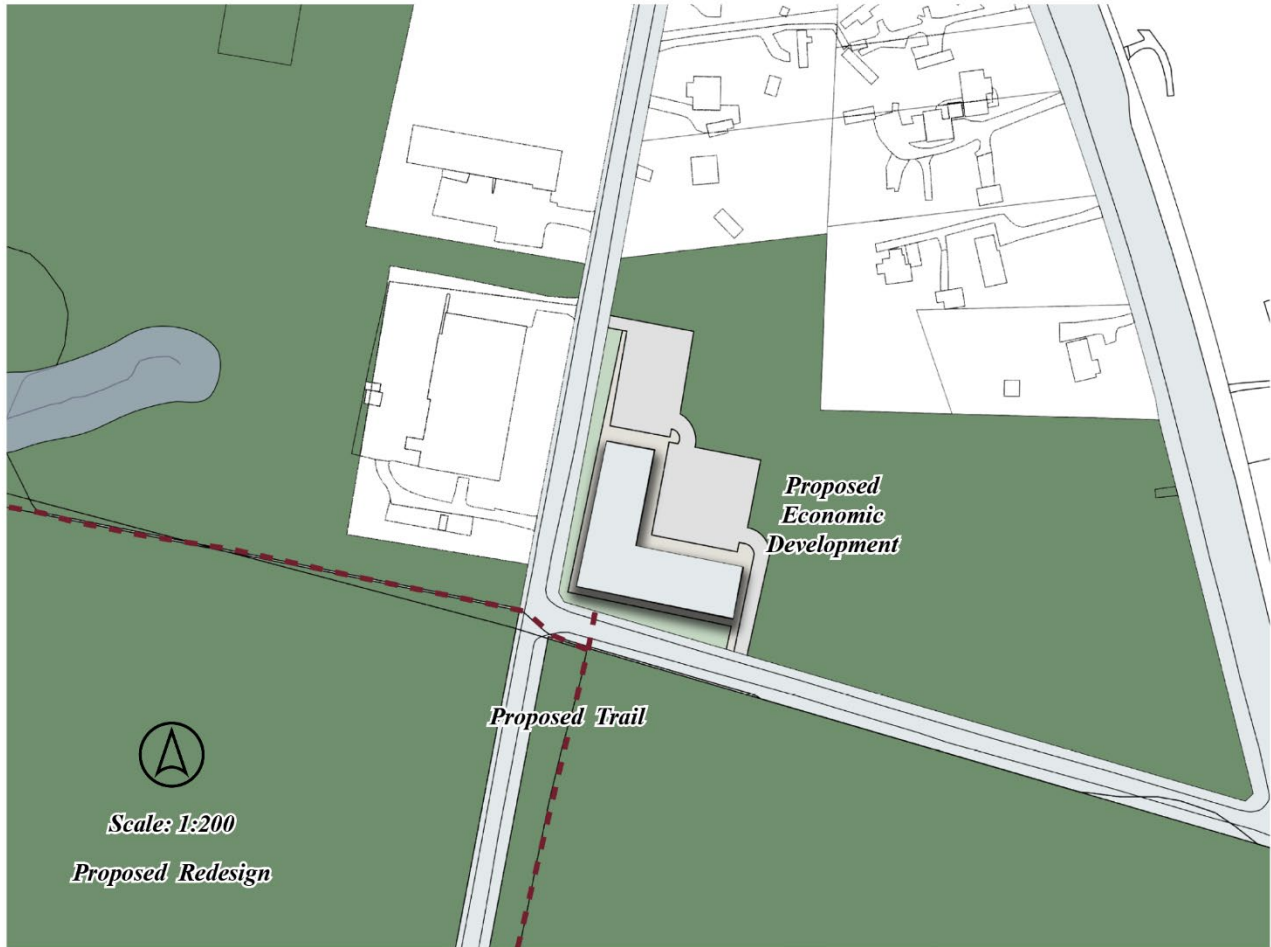 Proposed
Economic
Development
Proposed Trail
Scale: 1:200
Proposed Redesign